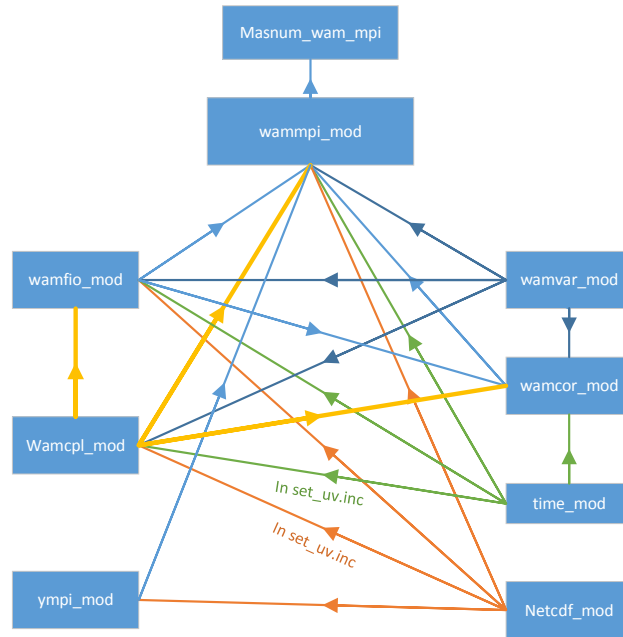 Masnum_wam_mpi
wammpi_mod
wamfio_mod
wamvar_mod
wamcor_mod
Wamcpl_mod
In set_uv.inc
time_mod
In set_uv.inc
ympi_mod
Netcdf_mod